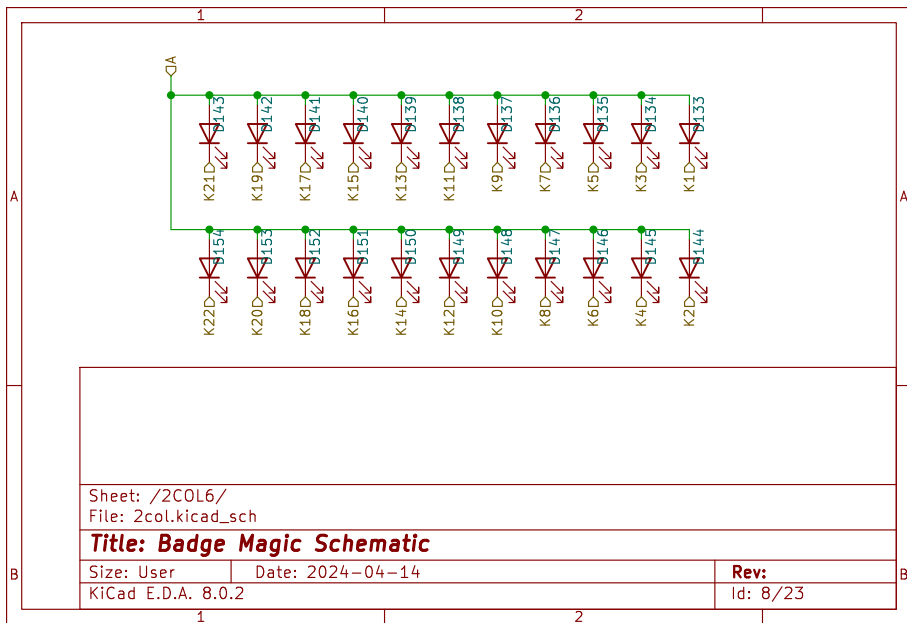 1 2
A
D143 D142 D141 D140 D139 D138 D137 D136 D135 D134 D133
K21 K19 K17 K15 K13 K11 K9 K7 K5 K3 K1
A A
D154 D153 D152 D151 D150 D149 D148 D147 D146 D145 D144
K22 K20 K18 K16 K14 K12 K10 K8 K6 K4 K2
Sheet: /2COL6/
File: 2col.kicad_sch
Title: Badge Magic Schematic
B B
Size: User Date: 2024-04-14 Rev:
KiCad E.D.A. 8.0.2 Id: 8/23
1 2